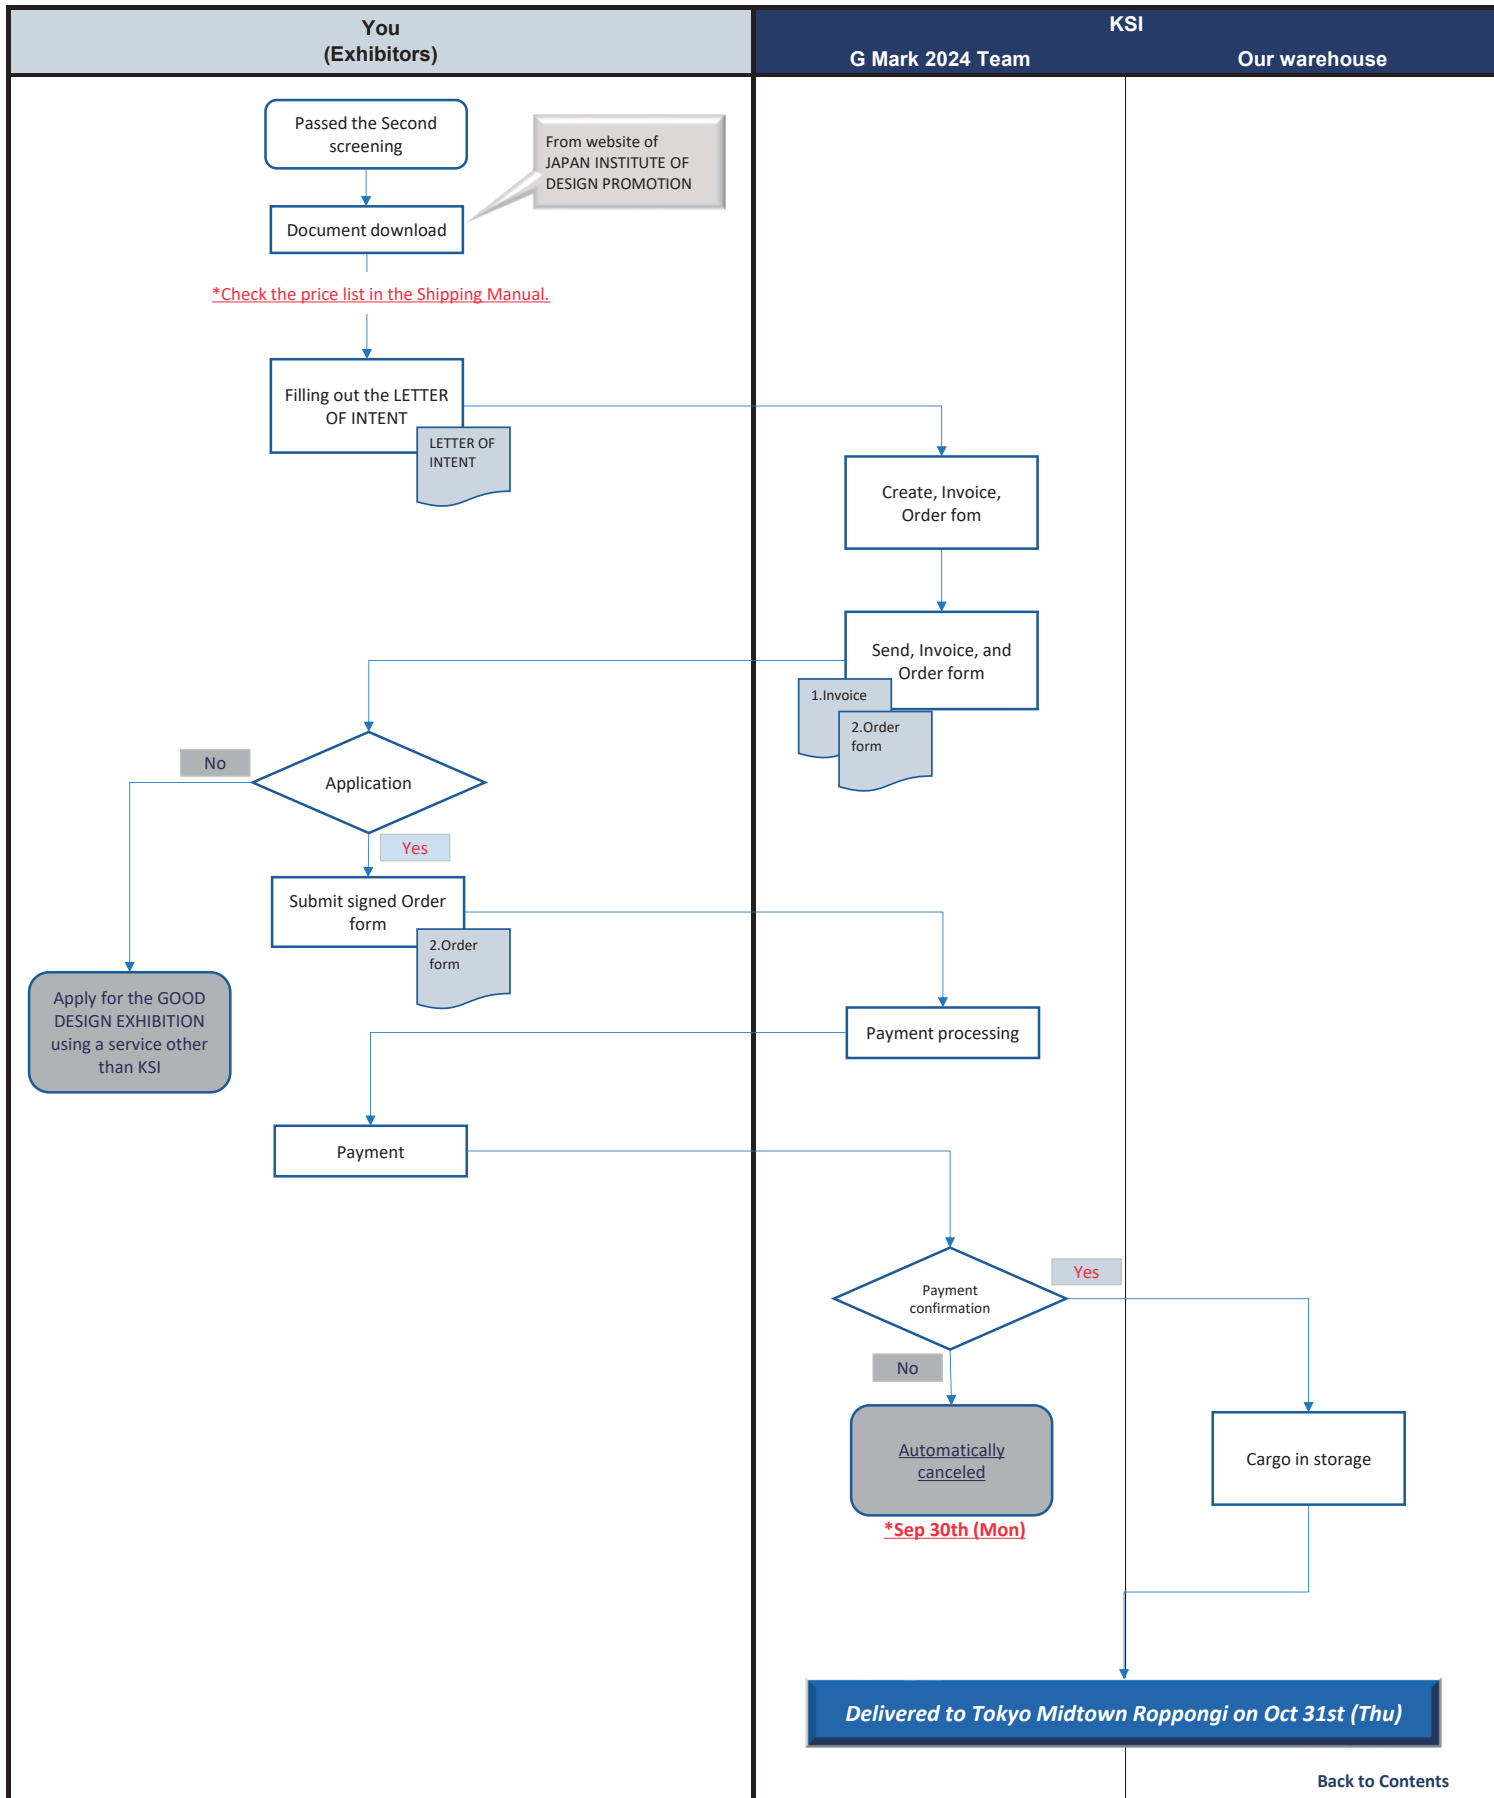 You
(Exhibitors)
KSI
G Mark 2024 Team
Our warehouse
Passed the Second
screening
From website of
JAPAN INSTITUTE OF
DESIGN PROMOTION
Document download
*Check the price list in the Shipping Manual.
Filling out the LETTER
OF INTENT
LETTER OF
INTENT
Create, Invoice,
Order fom
Send, Invoice, and
Order form
1.Invoice
2.Order
form
No
Application
Yes
Submit signed Order
form
2.Order
form
Apply for the GOOD
DESIGN EXHIBITION
using a service other
than KSI
Payment processing
Payment
Payment
confirmation
Yes
No
Automatically
canceled
*Sep 30th (Mon)
Cargo in storage
Delivered to Tokyo Midtown Roppongi on Oct 31st (Thu)
Back to Contents